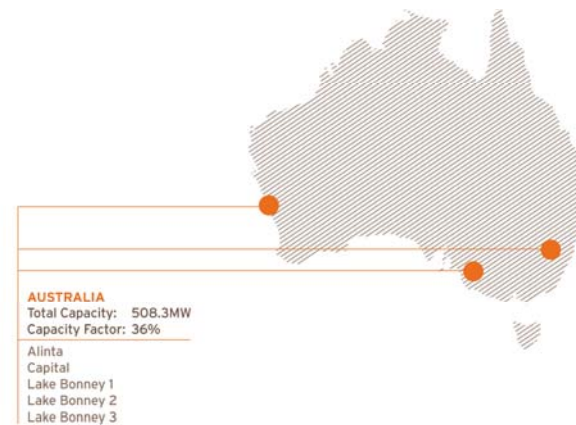 AUSTRALIA
Total Capacity: 508.3MW
Capacity Factor: 36%
Alinta
Capital
Lake Bonney 1
Lake Bonney 2
Lake Bonney 3